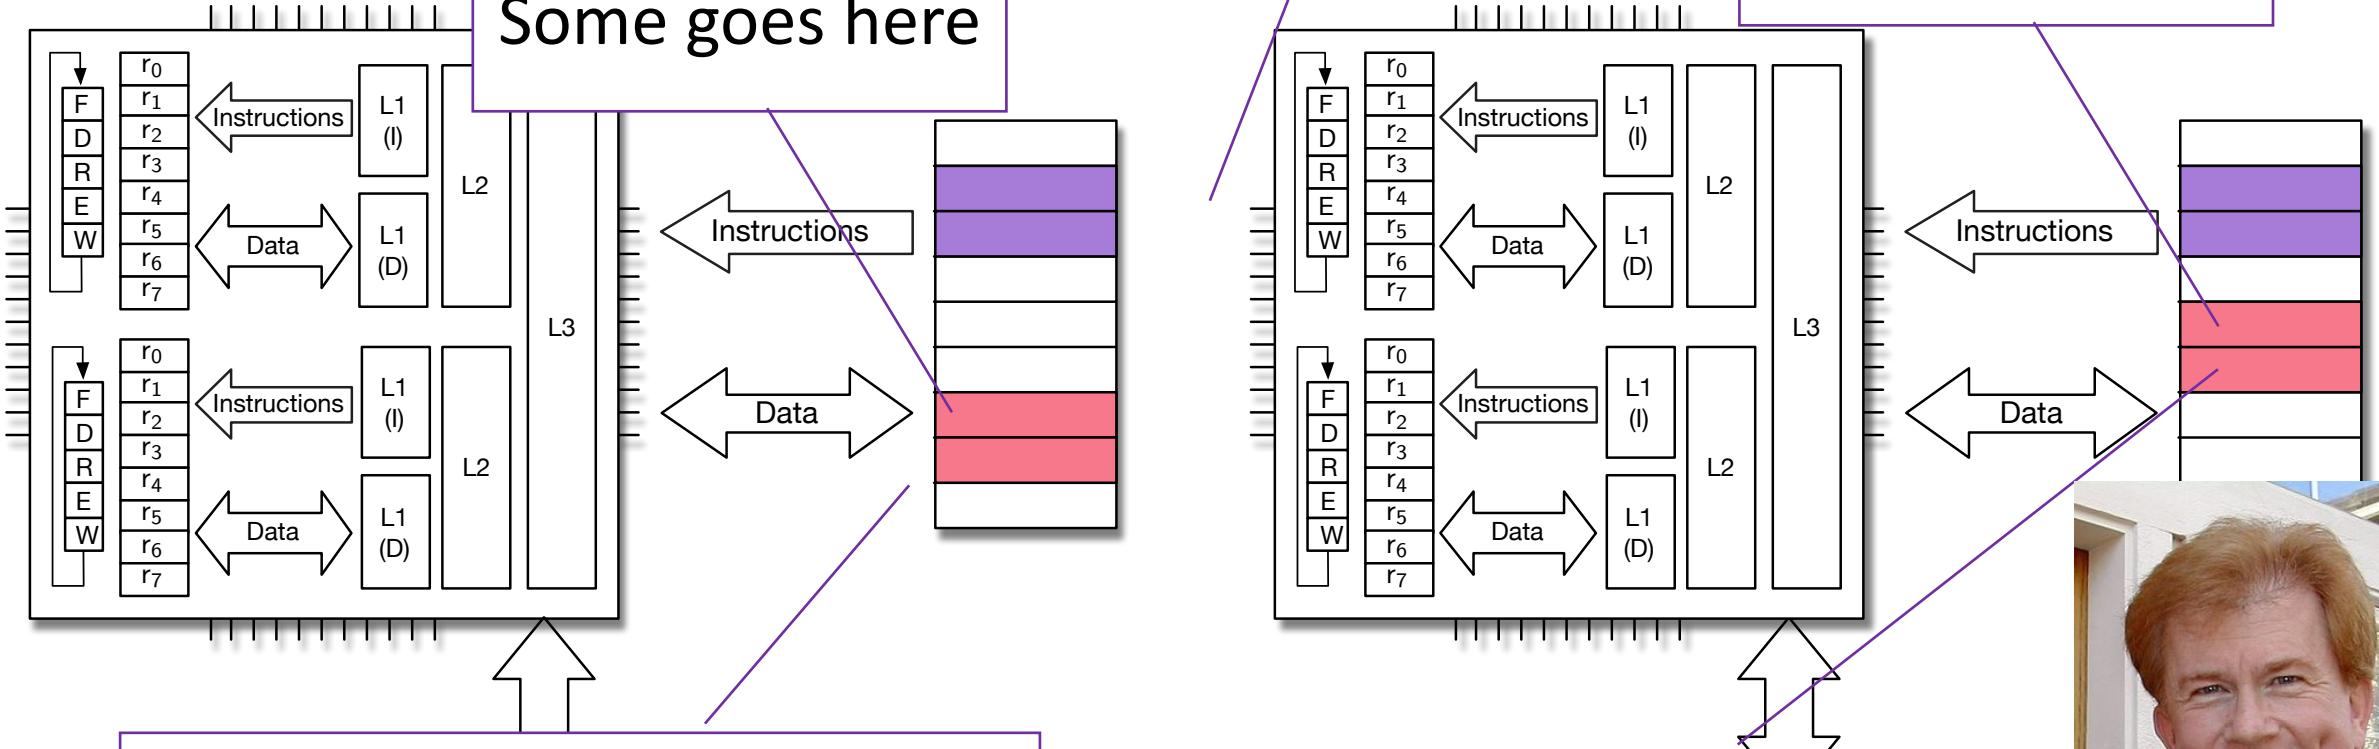 Some goes here
F
D
R
E
W
r0
r1
r2
r3
r4
r5
r6
r7
Instructions
Data
L1
(I)
L1
(D)
L2
F
D
R
E
W
r0
r1
r2
r3
r4
r5
r6
r7
Instructions
Data
L1
(I)
L1
(D)
L2
L3
Instructions
Data
F
D
R
E
W
r0
r1
r2
r3
r4
r5
r6
r7
Instructions
Data
L1
(I)
L1
(D)
L2
F
D
R
E
W
r0
r1
r2
r3
r4
r5
r6
r7
Instructions
Data
L1
(I)
L1
(D)
L2
L3
Instructions
Data